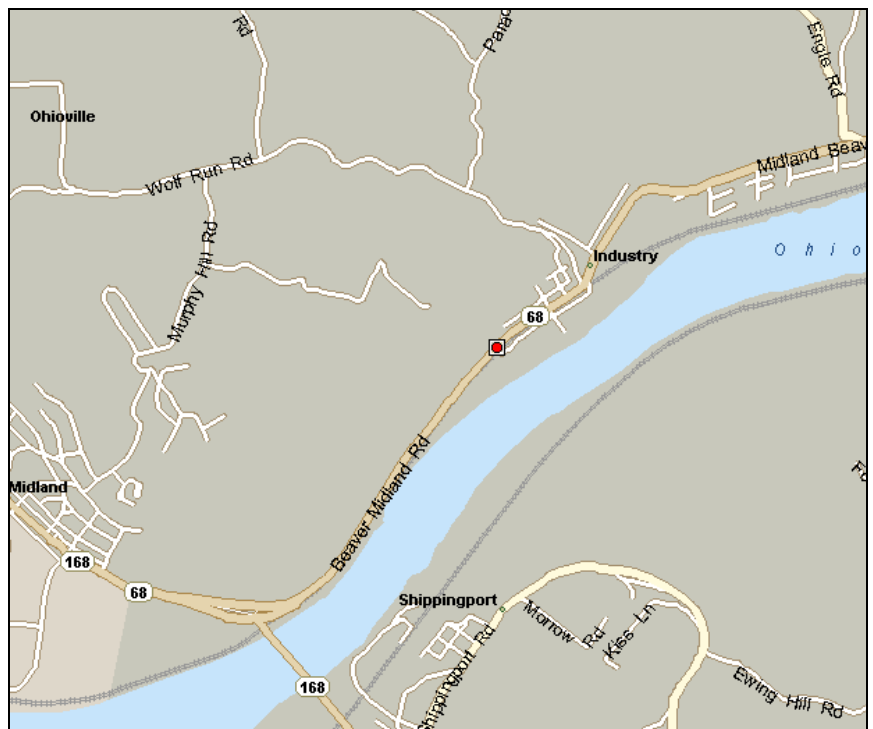 Rd
Parad
Engle Rd
Ohioville
Midland Beav
Wolf Run Rd
Industry
O h i o
Murphy Hill Rd
68
Beaver Midland Rd
Midland
Fo
168
68
Shippingport
Morrow Rd
Kiss Ln
Shippingport Rd
168
Ewing Hill Rd